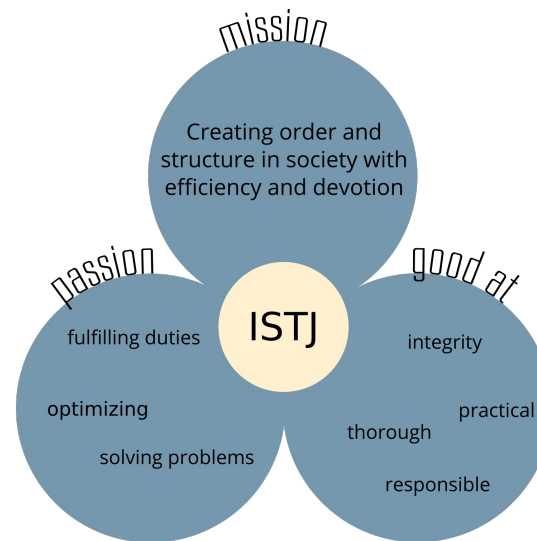 mission
Creating order and
structure in society with
efficiency and devotion
passion
fulfilling duties
optimizing
solving problems
ISTJ
good at
integrity
practical
thorough
responsible